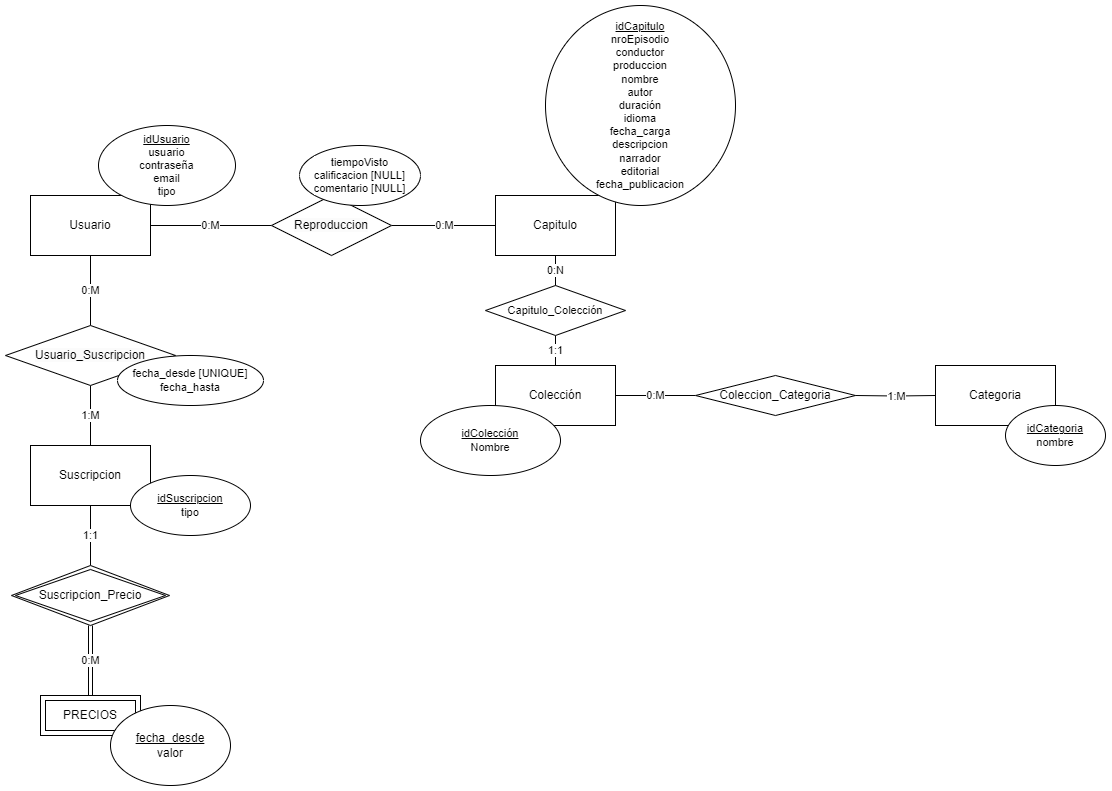 idCapitulo
nroEpisodio
conductor
produccion
nombre
autor
duración
idioma
fecha_carga
descripcion
narrador
editorial
fecha_publicacion
idUsuario
usuario
contraseña
email
tipo
tiempoVisto
calificacion [NULL]
comentario [NULL]
Usuario
0:M
Reproduccion
0:M
Capitulo
0:M
0:N
Capitulo_Colección
1:1
Usuario_Suscripcion
fecha_desde [UNIQUE]
fecha_hasta
1:M
Colección
0:M
Coleccion_Categoria
1:M
Categoria
idColección
Nombre
idCategoria
nombre
Suscripcion
idSuscripcion
tipo
1:1
Suscripcion_Precio
0:M
PRECIOS
fecha_desde
valor